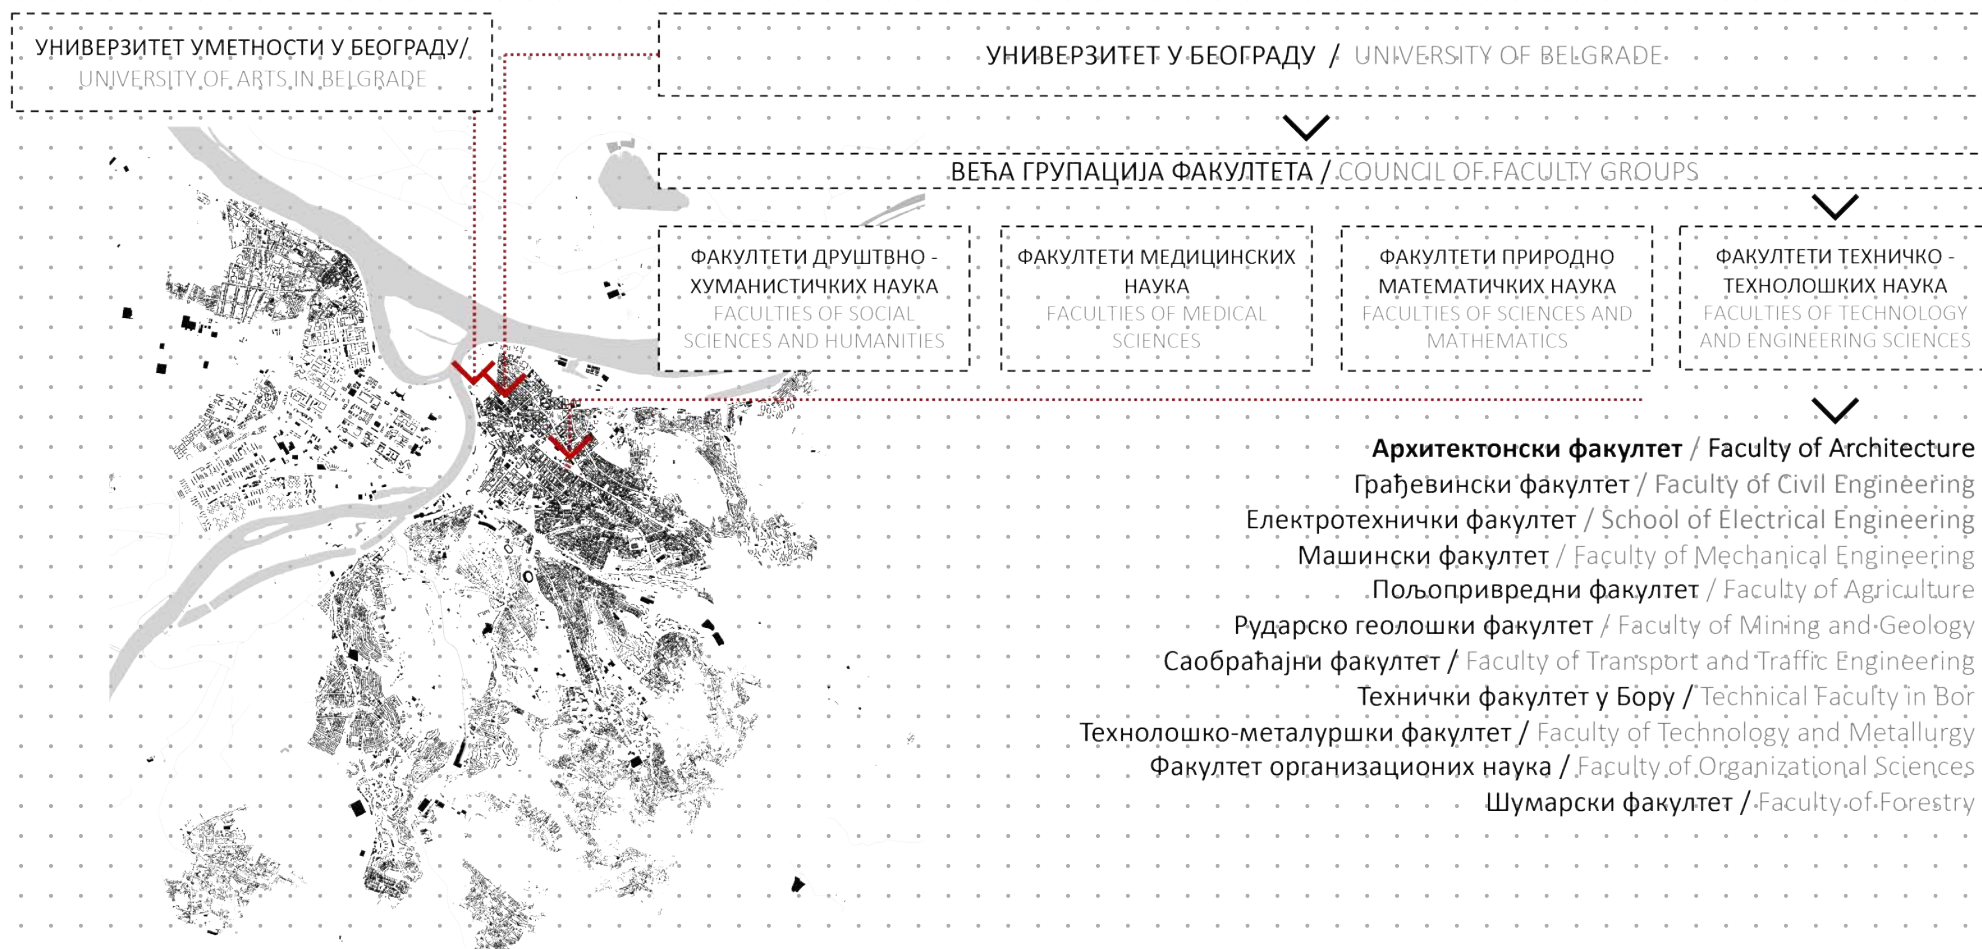 УНИВЕРЗИТЕТ УМЕТНОСТИ У БЕОГРАДУ/
UNIVERSITY OF ARTS IN BELGRADE
УНИВЕРЗИТЕТ У БЕОГРАДУ / UNIVERSITY OF BELGRADE
ВЕЋА ГРУПАЦИЈА ФАКУЛТЕТА / COUNCIL OF FACULTY GROUPS
ФАКУЛТЕТИ ДРУШТВНО -
ХУМАНИСТИЧКИХ НАУКА
FACULTIES OF SOCIAL
SCIENCES AND HUMANITIES
ФАКУЛТЕТИ МЕДИЦИНСКИХ
НАУКА
FACULTIES OF MEDICAL
SCIENCES
ФАКУЛТЕТИ ПРИРОДНО
МАТЕМАТИЧКИХ НАУКА
FACULTIES OF SCIENCES AND
MATHEMATICS
ФАКУЛТЕТИ ТЕХНИЧКО -
ТЕХНОЛОШКИХ НАУКА
FACULTIES OF TECHNOLOGY
AND ENGINEERING SCIENCES
Архитектонски факултет / Faculty of Architecture
Грађевински факултет / Faculty of Civil Engineering
Електротехнички факултет / School of Electrical Engineering
Машински факултет / Faculty of Mechanical Engineering
Пољопривредни факултет / Faculty of Agriculture
Рударско геолошки факултет / Faculty of Mining and Geology
Саобраћајни факултет / Faculty of Transport and Traffic Engineering
Технички факултет у Бору / Technical Faculty in Bor
Технолошко-металуршки факултет / Faculty of Technology and Metallurgy
Факултет организационих наука / Faculty of Organizational Sciences
Шумарски факултет / Faculty of Forestry